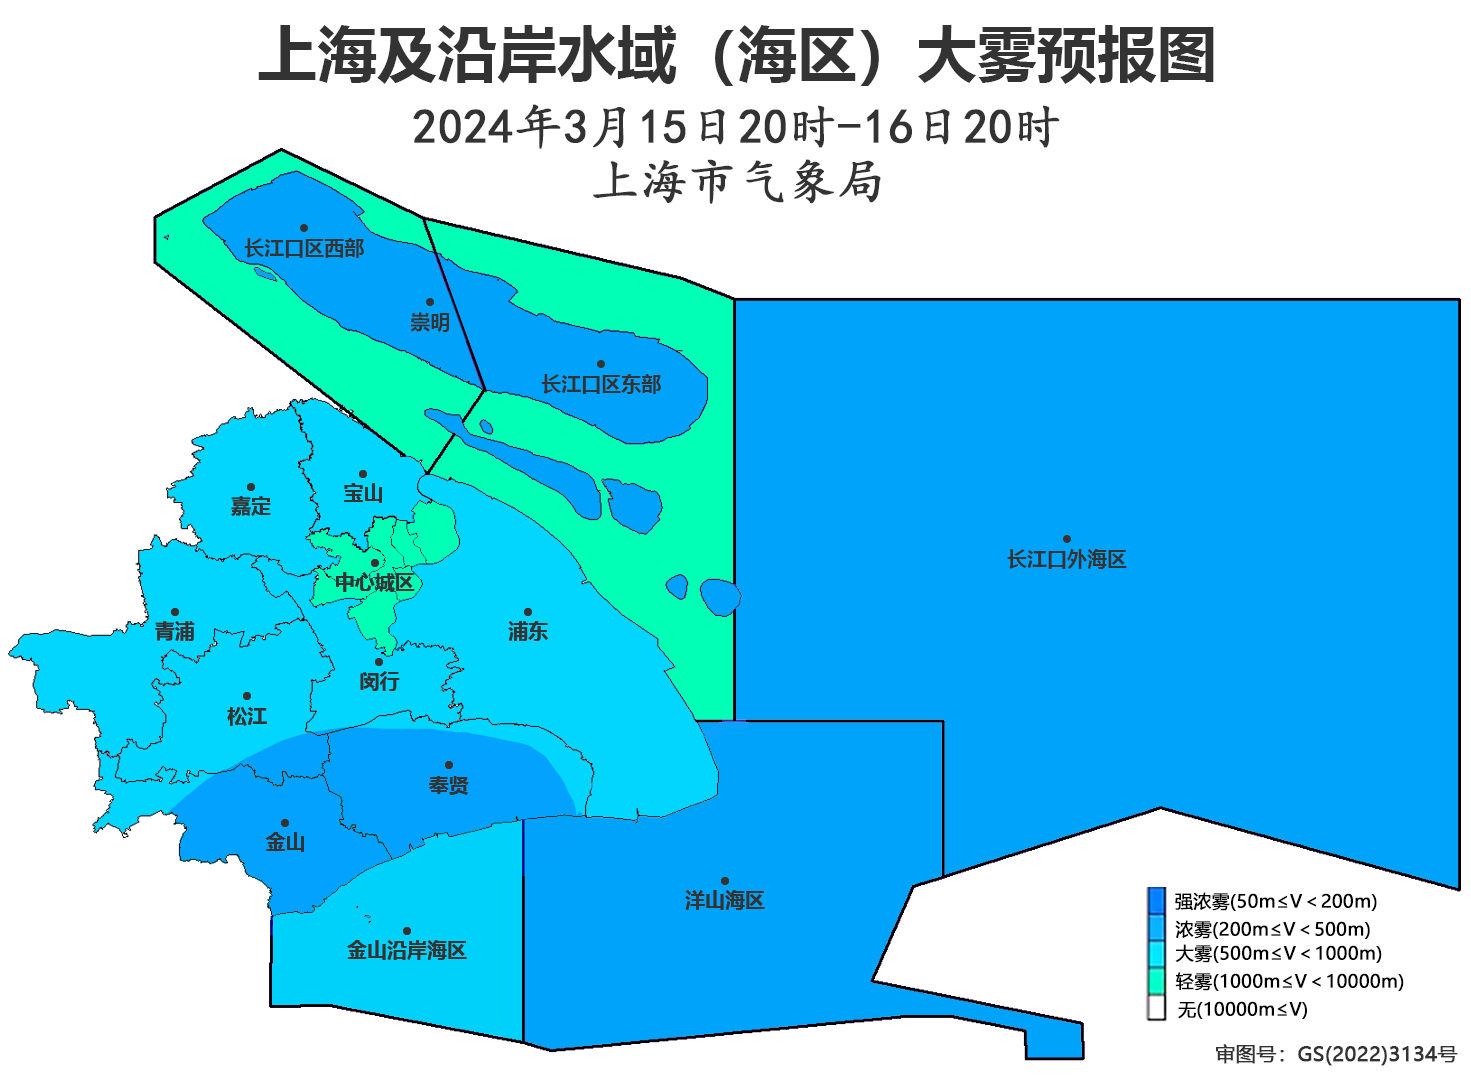 上海及沿岸水域（海区）大雾预报图
2024年3月15日20时-16日20时
上海市气象局
长江口区西部
崇明
长江口区东部
宝山
嘉定
长江口外海区
中心城区
青浦
浦东
闵行
松江
奉贤
金山
洋山海区
金山沿岸海区
强浓雾(50m≤V＜200m)
浓雾(200m≤V＜500m)
大雾(500m≤V＜1000m)
轻雾(1000m≤V＜10000m)
无(10000m≤V)
审图号：GS(2022)3134号